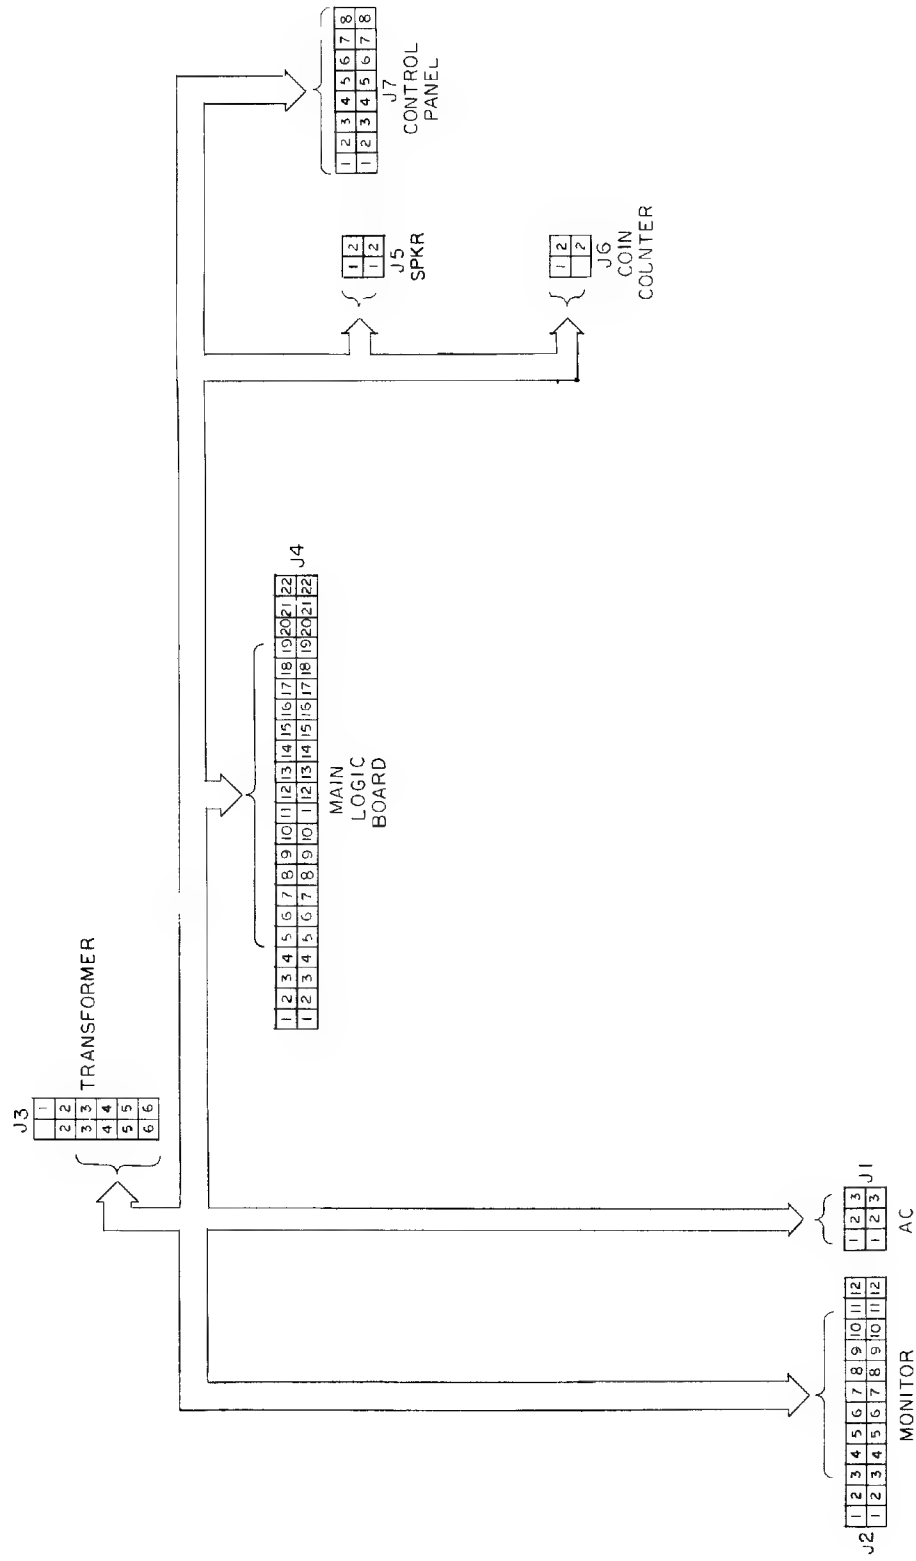 J3
1
2 2
3 3
4 4
5 5
6 6
TRANSFORMER
1 2 3 4 5 6 7 8 9 10 11 12 13 14 15 16 17 18 19 20 21 22
1 2 3 4 5 6 7 8 9 10 1 12 13 14 15 16 17 18 19 20 21 22
J4
MAIN
LOGIC
BOARD
1 2
1 2
J5
SPKR
1 2 3 4 5 6 7 8
1 2 3 4 5 6 7 8
J7
CONTROL
PANEL
1 2
2
J6
COIN
COUNTER
J2
1 2 3 4 5 6 7 8 9 10 11 12
1 2 3 4 5 6 7 8 9 10 11 12
MONITOR
1 2 3
1 2 3
J1
AC